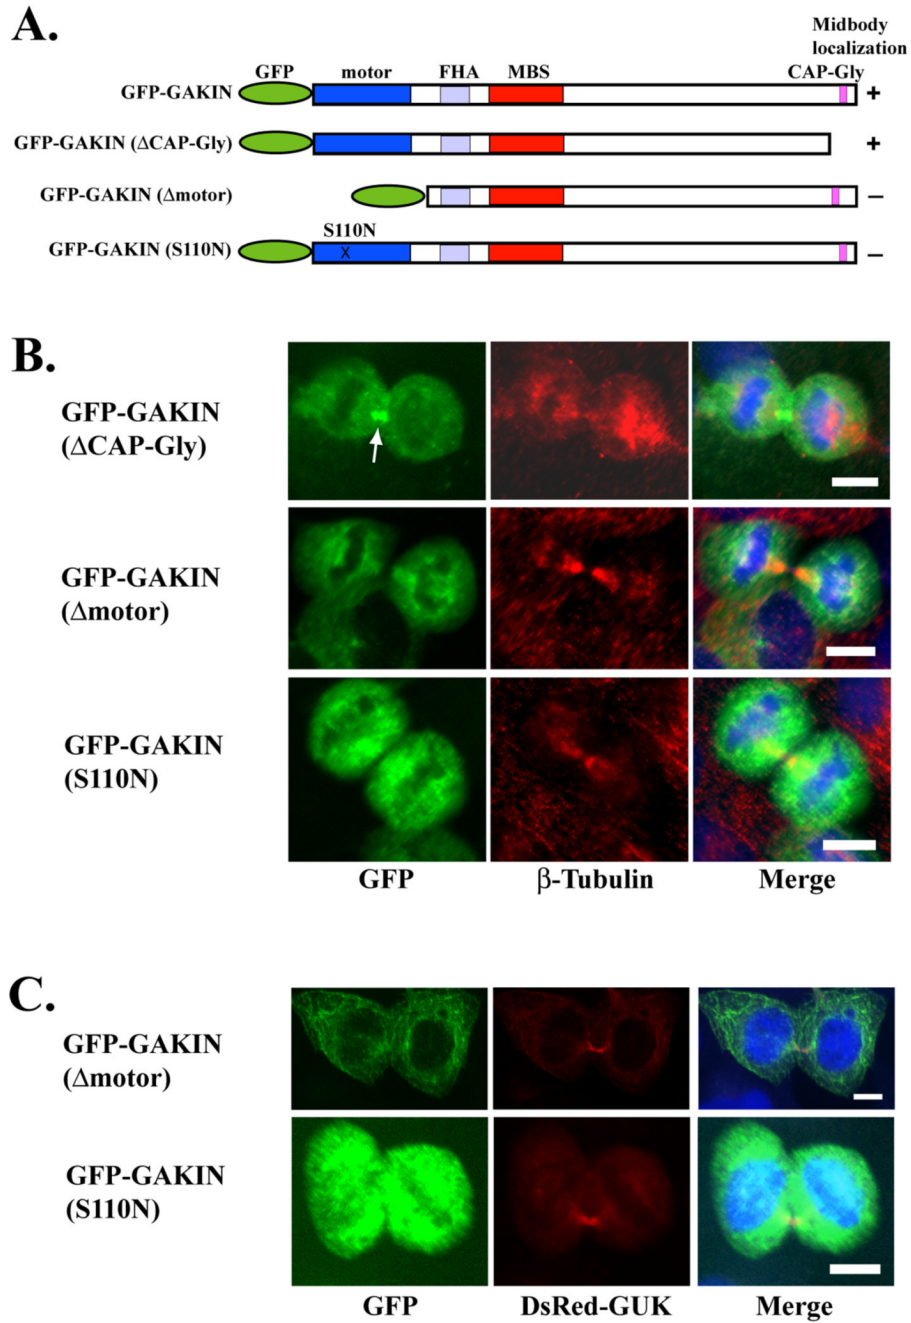 A.
Midbody
localization
GFP motor FHA MBS CAP-Gly
GFP-GAKIN +
GFP-GAKIN (ΔCAP-Gly) +
GFP-GAKIN (Δmotor) −
S110N
GFP-GAKIN (S110N) X −
B.
GFP-GAKIN
(ΔCAP-Gly)
GFP-GAKIN
(Δmotor)
GFP-GAKIN
(S110N)
GFP β-Tubulin Merge
C.
GFP-GAKIN
(Δmotor)
GFP-GAKIN
(S110N)
GFP DsRed-GUK Merge